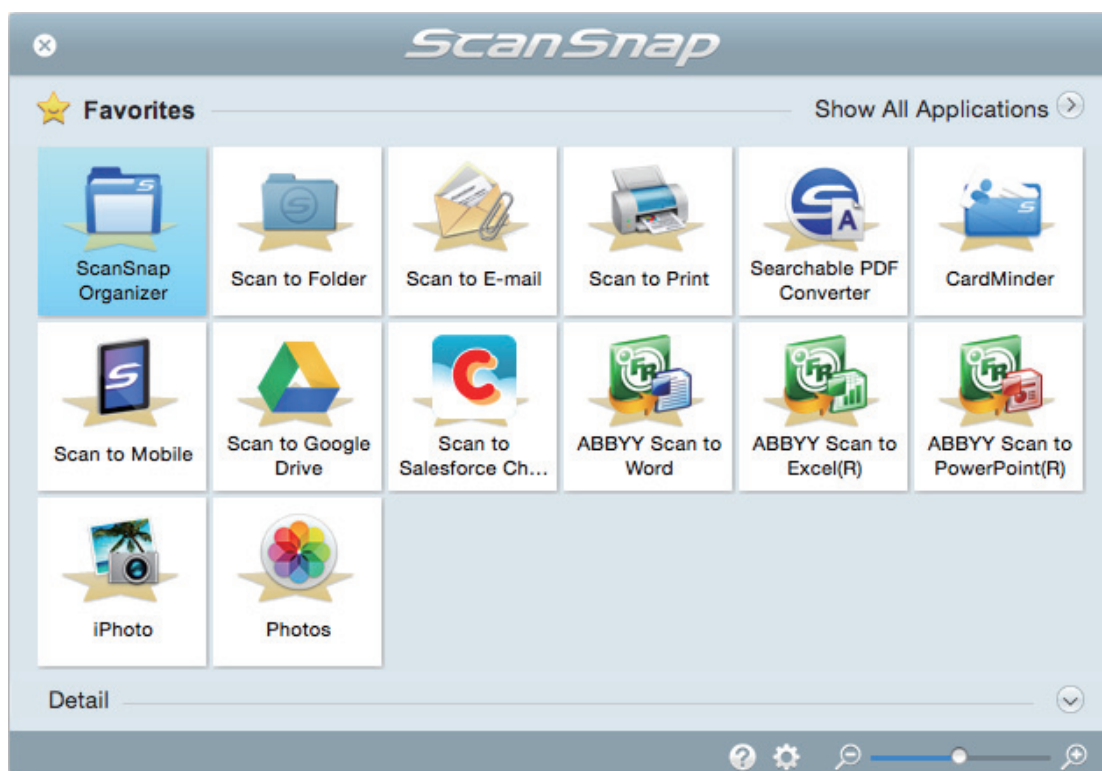 ScanSnap
Favorites
Show All Applications
ScanSnap
Organizer
Scan to Folder
Scan to E-mail
Scan to Print
Searchable PDF
Converter
CardMinder
Scan to Mobile
Scan to Google
Drive
Scan to
Salesforce Ch...
ABBYY Scan to
Word
ABBYY Scan to
Excel(R)
ABBYY Scan to
PowerPoint(R)
iPhoto
Photos
Detail